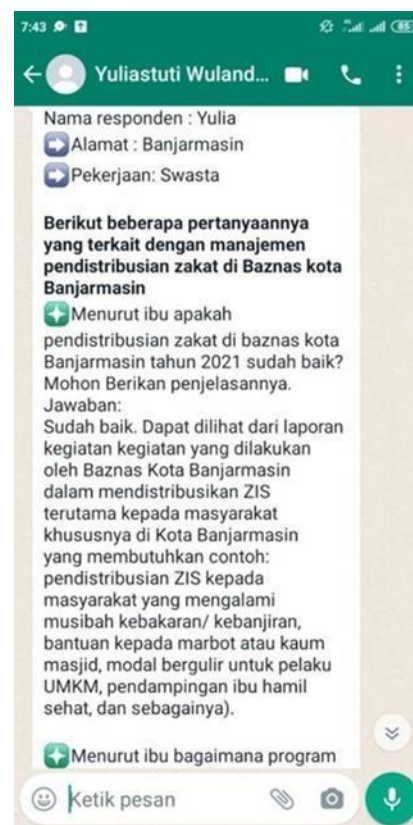 7:43
Yuliastuti Wuland...
Nama responden : Yulia
Alamat : Banjarmasin
Pekerjaan: Swasta
Berikut beberapa pertanyaannya
yang terkait dengan manajemen
pendistribusian zakat di Baznas kota
Banjarmasin
Menurut ibu apakah
pendistribusian zakat di baznas kota
Banjarmasin tahun 2021 sudah baik?
Mohon Berikan penjelasannya.
Jawaban:
Sudah baik. Dapat dilihat dari laporan
kegiatan kegiatan yang dilakukan
oleh Baznas Kota Banjarmasin
dalam mendistribusikan ZIS
terutama kepada masyarakat
khususnya di Kota Banjarmasin
yang membutuhkan contoh:
pendistribusian ZIS kepada
masyarakat yang mengalami
musibah kebakaran/ kebanjiran,
bantuan kepada marbot atau kaum
masjid, modal bergulir untuk pelaku
UMKM, pendampingan ibu hamil
sehat, dan sebagainya).
Menurut ibu bagaimana program
Ketik pesan